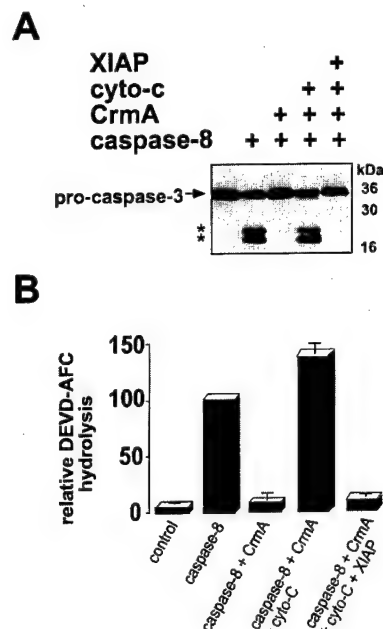 A
XIAP +
cyto-c + +
CrmA + + +
caspase-8 + + + +
kDa
pro-caspase-3 36
30
** 16
B
relative DEVD-AFC
hydrolysis
150
100
50
0
control
caspase-8
caspase-8 + CrmA
caspase-8 + CrmA
cyto-C
caspase-8 + CrmA
+ cyto-C + XIAP